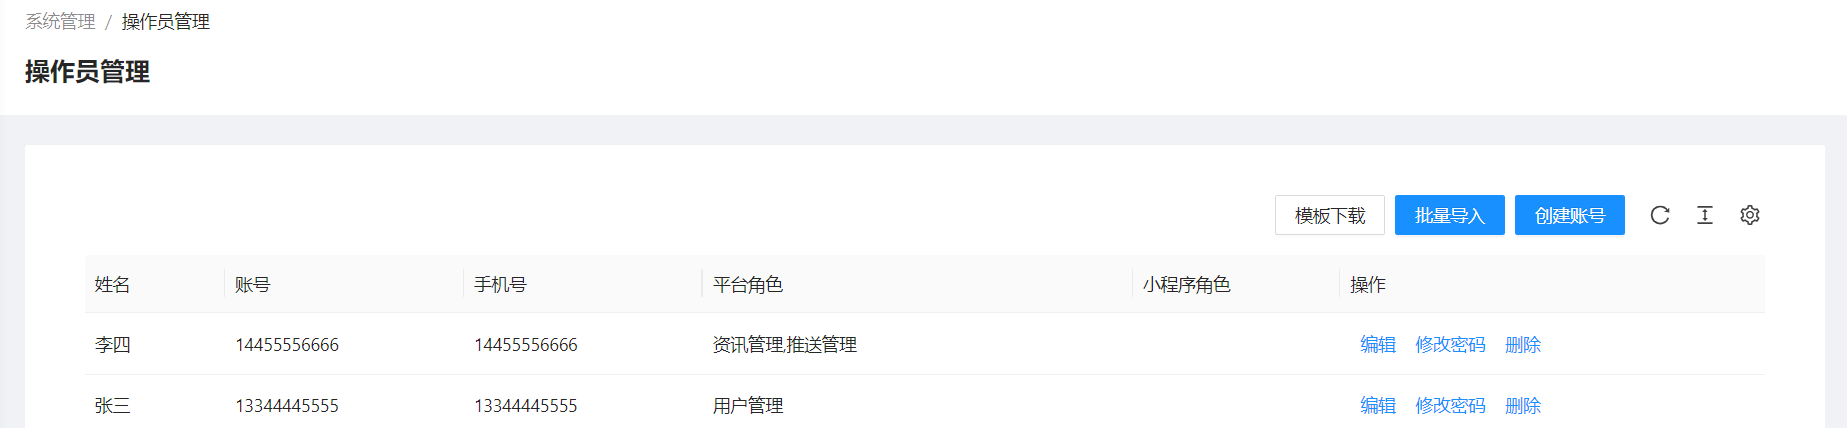 系统管理 / 操作员管理
操作员管理
模板下载 批量导入 创建账号
姓名 账号 手机号 平台角色 小程序角色 操作
李四 14455556666 14455556666 资讯管理,推送管理 编辑 修改密码 删除
张三 13344445555 13344445555 用户管理 编辑 修改密码 删除